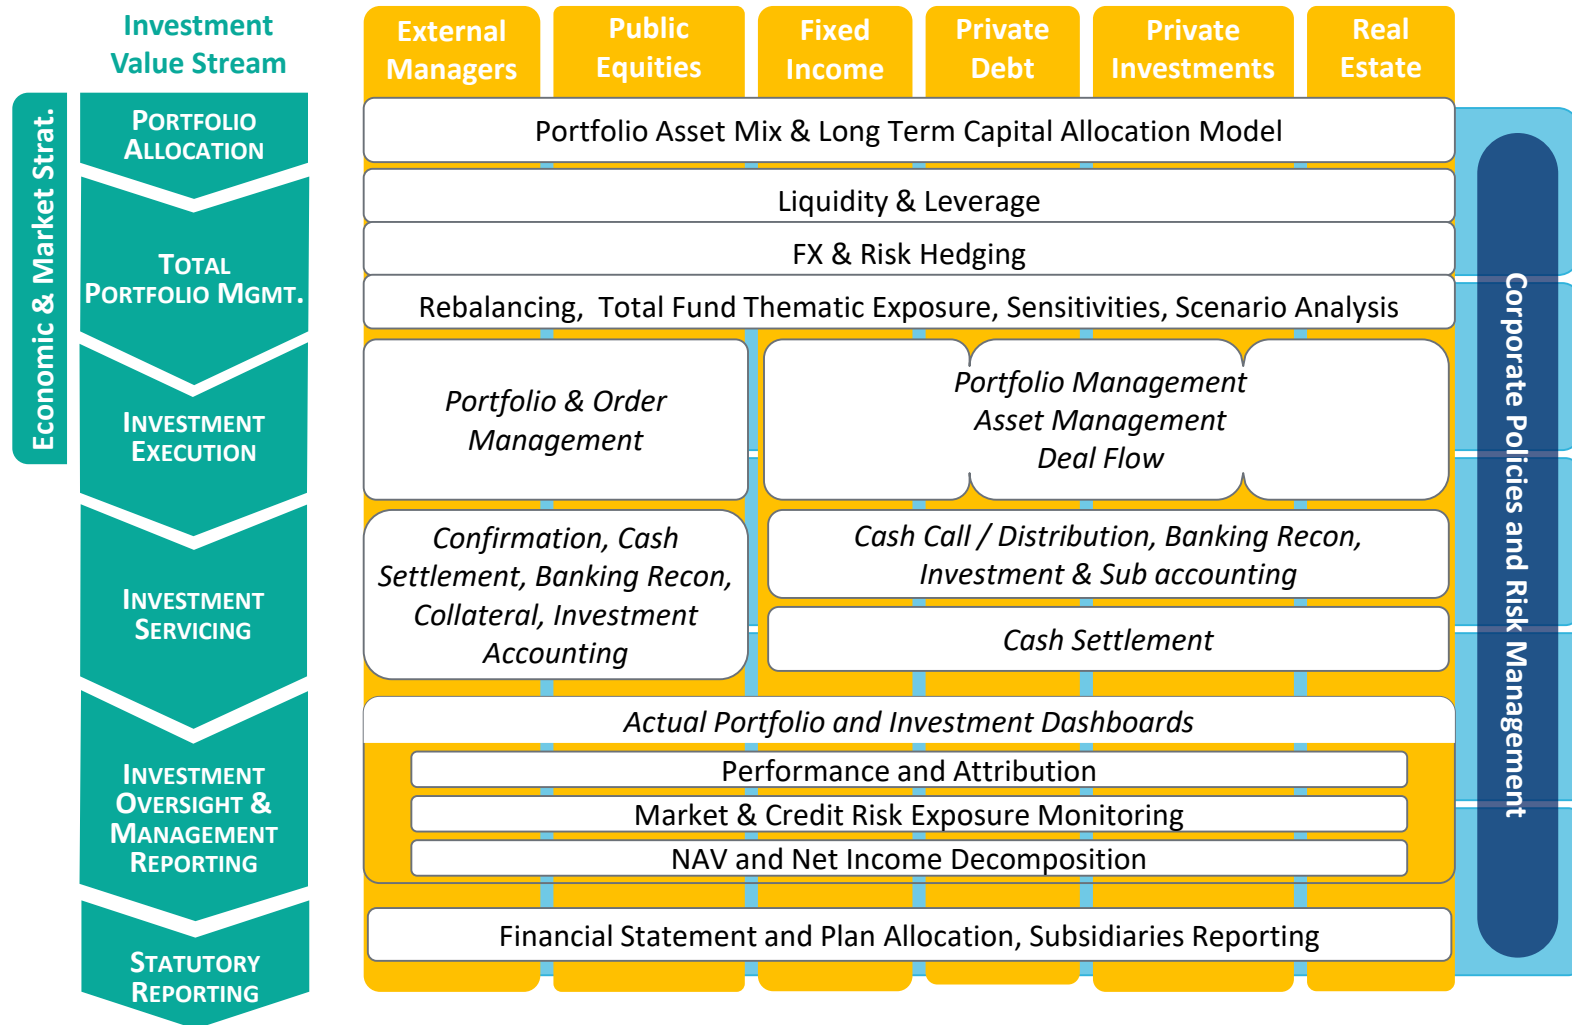 Investment
Value Stream
External
Managers
Public
Equities
Fixed
Income
Private
Debt
Private
Investments
Real
Estate
Economic & Market Strat.
PORTFOLIO
ALLOCATION
Portfolio Asset Mix & Long Term Capital Allocation Model
TOTAL
PORTFOLIO MGMT.
Liquidity & Leverage
FX & Risk Hedging
Rebalancing,  Total Fund Thematic Exposure, Sensitivities, Scenario Analysis
INVESTMENT
EXECUTION
Portfolio & Order
Management
Portfolio Management
Asset Management
Deal Flow
INVESTMENT
SERVICING
Confirmation, Cash
Settlement, Banking Recon,
Collateral, Investment
Accounting
Cash Call / Distribution, Banking Recon,
Investment & Sub accounting
Cash Settlement
INVESTMENT
OVERSIGHT &
MANAGEMENT
REPORTING
Actual Portfolio and Investment Dashboards
Performance and Attribution
Market & Credit Risk Exposure Monitoring
NAV and Net Income Decomposition
STATUTORY
REPORTING
Financial Statement and Plan Allocation, Subsidiaries Reporting
Corporate Policies and Risk Management